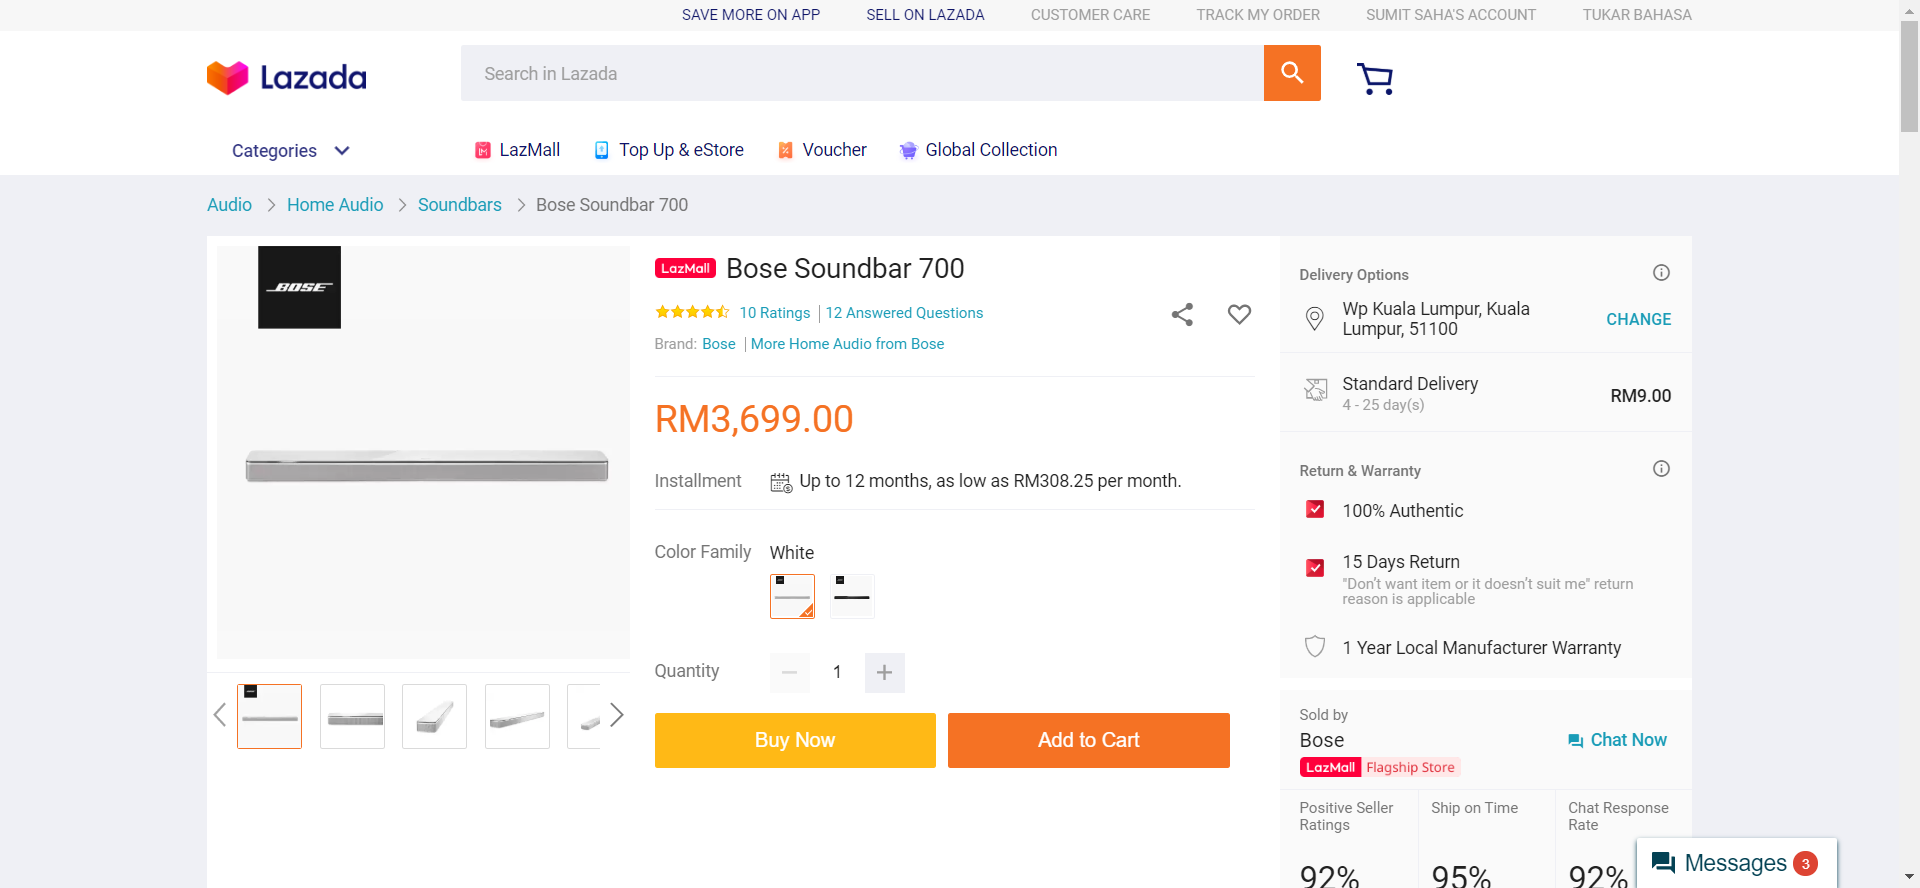 SAVE MORE ON APP
SELL ON LAZADA
CUSTOMER CARE
TRACK MY ORDER
SUMIT SAHA'S ACCOUNT
TUKAR BAHASA
Lazada
Search in Lazada
Categories
LazMall
Top Up & eStore
Voucher
Global Collection
Audio
Home Audio
Soundbars
Bose Soundbar 700
BOSE
LazMall Bose Soundbar 700
10 Ratings
12 Answered Questions
Brand: Bose | More Home Audio from Bose
RM3,699.00
Installment
Up to 12 months, as low as RM308.25 per month.
Color Family
White
Quantity
1
Buy Now
Add to Cart
Delivery Options
Wp Kuala Lumpur, Kuala
Lumpur, 51100
CHANGE
Standard Delivery
4 - 25 day(s)
RM9.00
Return & Warranty
100% Authentic
15 Days Return
"Don’t want item or it doesn’t suit me" return
reason is applicable
1 Year Local Manufacturer Warranty
Sold by
Bose
Chat Now
LazMall Flagship Store
Positive Seller
Ratings
92%
Ship on Time
95%
Chat Response
Rate
92%
Messages 3